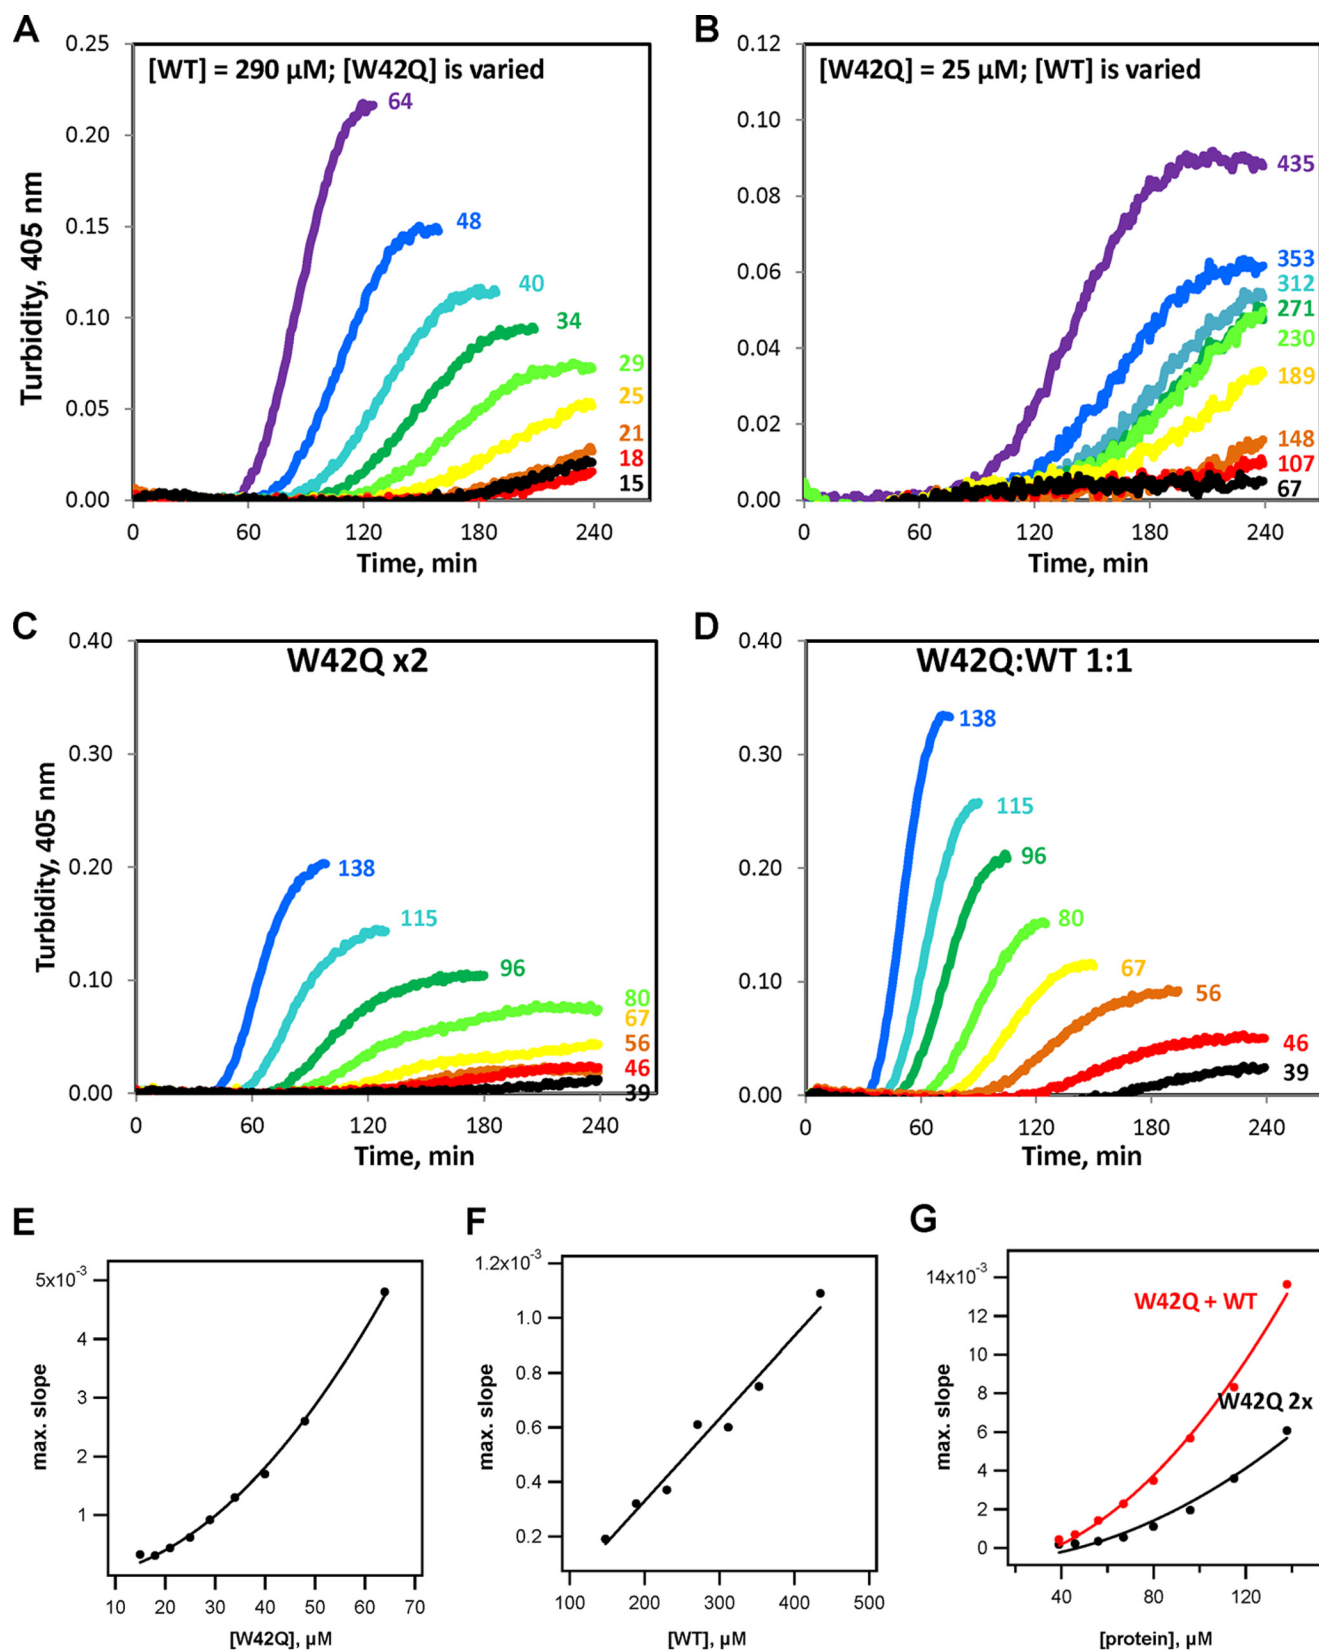 A
[WT] = 290 µM; [W42Q] is varied
Turbidity, 405 nm
0.25
0.20
0.15
0.10
0.05
0.00
64
48
40
34
29
25
21
18
15
0 60 120 180 240
Time, min
B
[W42Q] = 25 µM; [WT] is varied
0.12
0.10
0.08
0.06
0.04
0.02
0.00
435
353
312
271
230
189
148
107
67
0 60 120 180 240
Time, min
C
W42Q x2
Turbidity, 405 nm
0.40
0.30
0.20
0.10
0.00
138
115
96
80
67
56
46
39
0 60 120 180 240
Time, min
D
W42Q:WT 1:1
0.40
0.30
0.20
0.10
0.00
138
115
96
80
67
56
46
39
0 60 120 180 240
Time, min
E
max. slope
5x10⁻³
4
3
2
1
10 20 30 40 50 60 70
[W42Q], µM
F
max. slope
1.2x10⁻³
1.0
0.8
0.6
0.4
0.2
100 200 300 400 500
[WT], µM
G
max. slope
14x10⁻³
12
10
8
6
4
2
0
W42Q + WT
W42Q 2x
40 80 120
[protein], µM